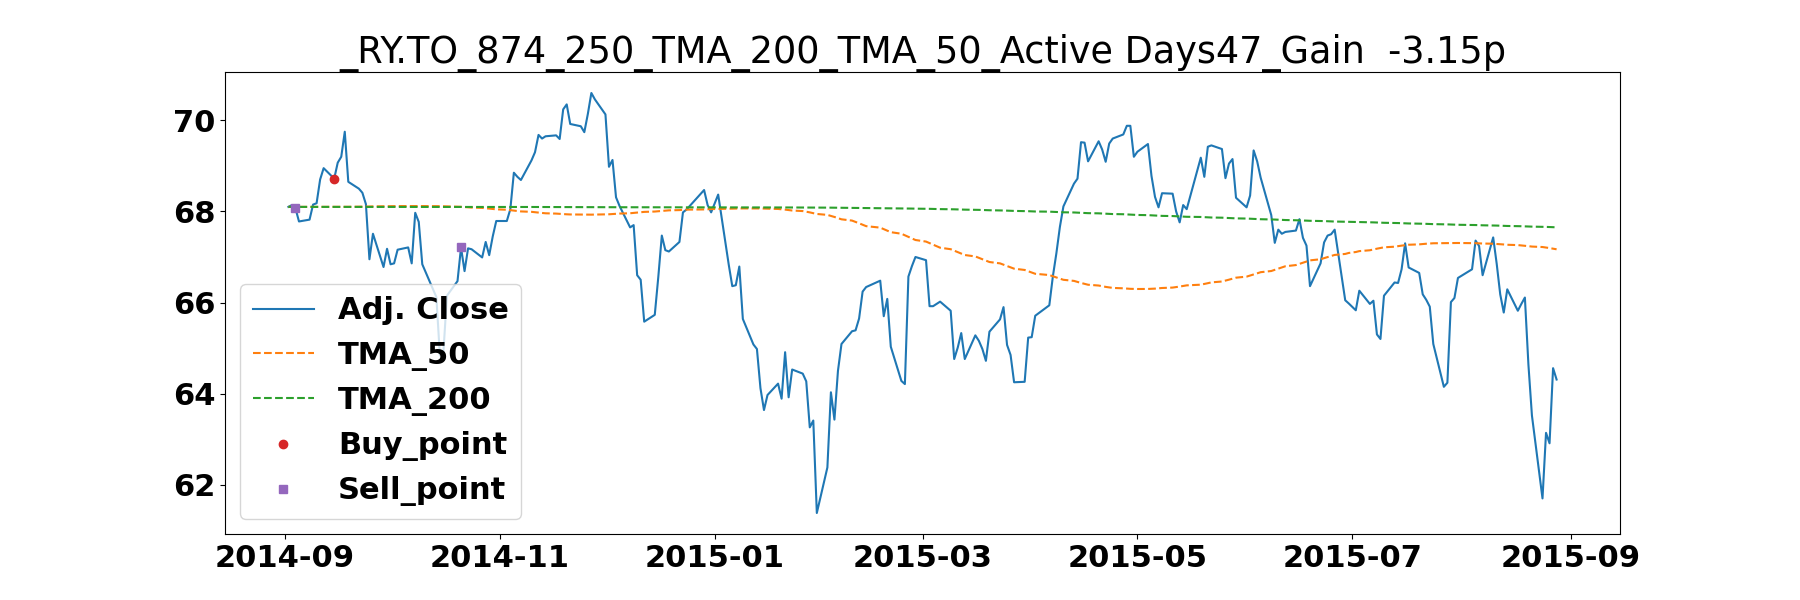 _RY.TO_874_250_TMA_200_TMA_50_Active Days47_Gain  -3.15p
70
68
66
64
62
Adj. Close
TMA_50
TMA_200
Buy_point
Sell_point
2014-09
2014-11
2015-01
2015-03
2015-05
2015-07
2015-09